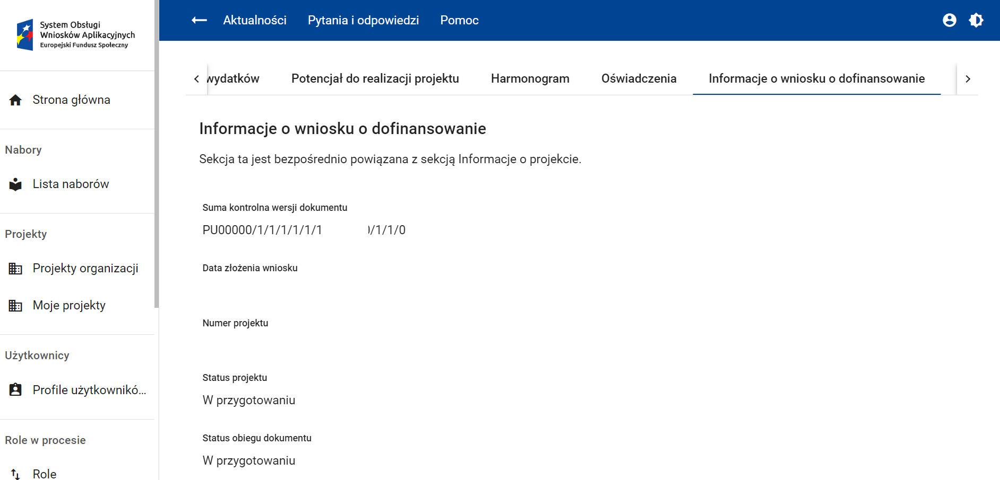 System Obsługi
Wniosków Aplikacyjnych
Europejski Fundusz Społeczny
Strona główna
Nabory
Lista naborów
Projekty
Projekty organizacji
Moje projekty
Użytkownicy
Profile użytkownikó...
Role w procesie
Role
Aktualności Pytania i odpowiedzi Pomoc
wydatków Potencjał do realizacji projektu Harmonogram Oświadczenia Informacje o wniosku o dofinansowanie
Informacje o wniosku o dofinansowanie
Sekcja ta jest bezpośrednio powiązana z sekcją Informacje o projekcie.
Suma kontrolna wersji dokumentu
PU00000/1/1/1/1/1/1 /1/1/0
Data złożenia wniosku
Numer projektu
Status projektu
W przygotowaniu
Status obiegu dokumentu
W przygotowaniu